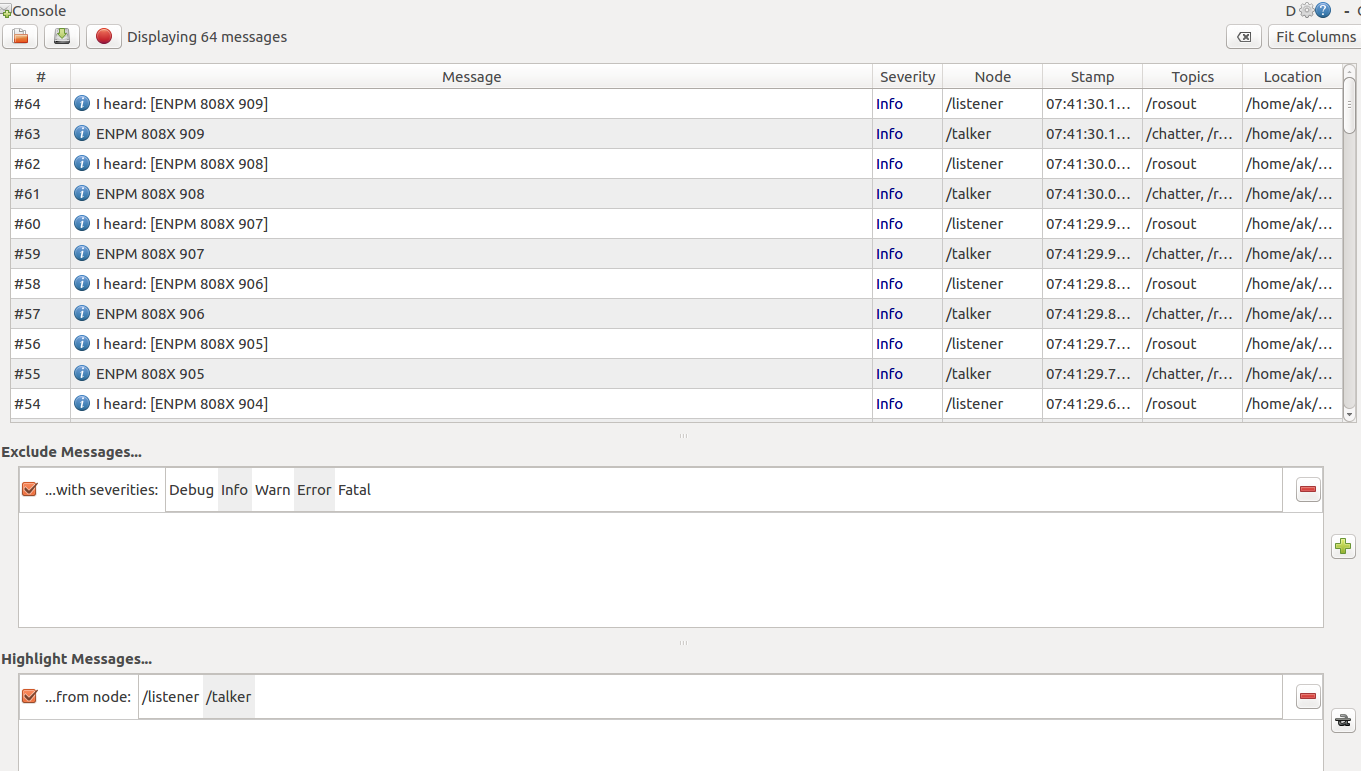 Console D ? -
Displaying 64 messages Fit Columns
# Message Severity Node Stamp Topics Location
#64 I heard: [ENPM 808X 909] Info /listener 07:41:30.1... /rosout /home/ak/...
#63 ENPM 808X 909 Info /talker 07:41:30.1... /chatter, /r... /home/ak/...
#62 I heard: [ENPM 808X 908] Info /listener 07:41:30.0... /rosout /home/ak/...
#61 ENPM 808X 908 Info /talker 07:41:30.0... /chatter, /r... /home/ak/...
#60 I heard: [ENPM 808X 907] Info /listener 07:41:29.9... /rosout /home/ak/...
#59 ENPM 808X 907 Info /talker 07:41:29.9... /chatter, /r... /home/ak/...
#58 I heard: [ENPM 808X 906] Info /listener 07:41:29.8... /rosout /home/ak/...
#57 ENPM 808X 906 Info /talker 07:41:29.8... /chatter, /r... /home/ak/...
#56 I heard: [ENPM 808X 905] Info /listener 07:41:29.7... /rosout /home/ak/...
#55 ENPM 808X 905 Info /talker 07:41:29.7... /chatter, /r... /home/ak/...
#54 I heard: [ENPM 808X 904] Info /listener 07:41:29.6... /rosout /home/ak/...
Exclude Messages...
...with severities: Debug Info Warn Error Fatal
Highlight Messages...
...from node: /listener /talker